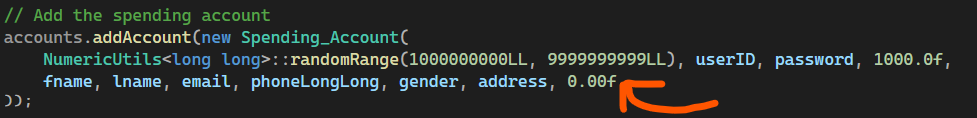 // Add the spending account
accounts.addAccount(new Spending_Account(
NumericUtils<long long>::randomRange(1000000000LL, 9999999999LL), userID, password, 1000.0f,
fname, lname, email, phoneLongLong, gender, address, 0.00f
));